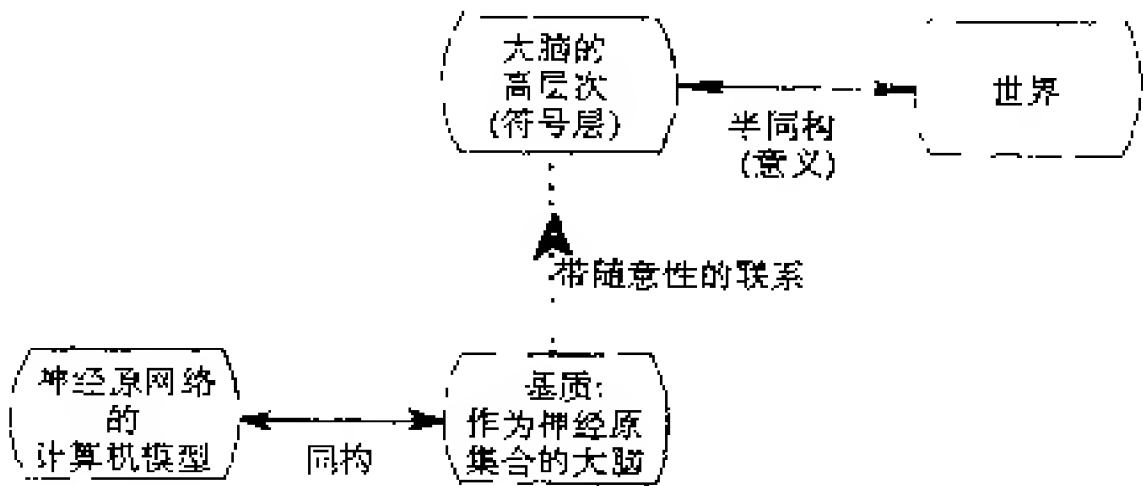 大脑的
高层次
(符号层)
世界
半同构
(意义)
带随意性的联系
神经原网络
的
计算机模型
同构
基质:
作为神经原
集合的大脑